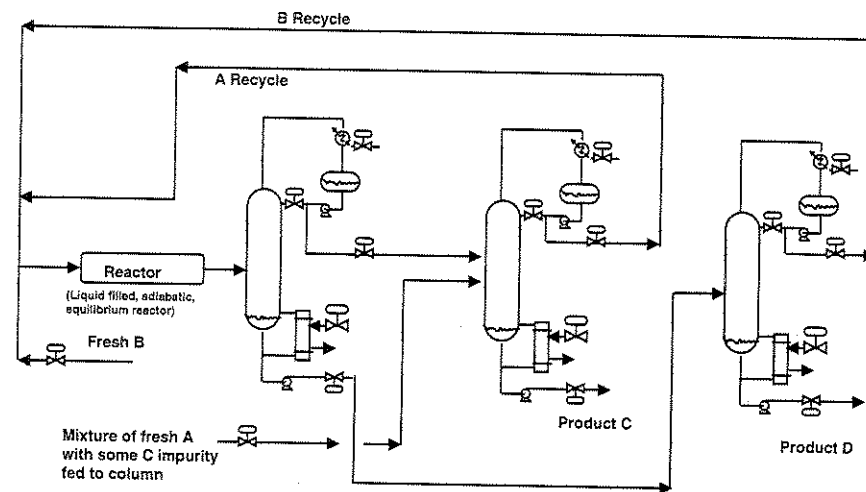 B Recycle
A Recycle
Reactor
(Liquid filled, adiabatic,
equilibrium reactor)
Fresh B
Mixture of fresh A
with some C impurity
fed to column
Product C
Product D